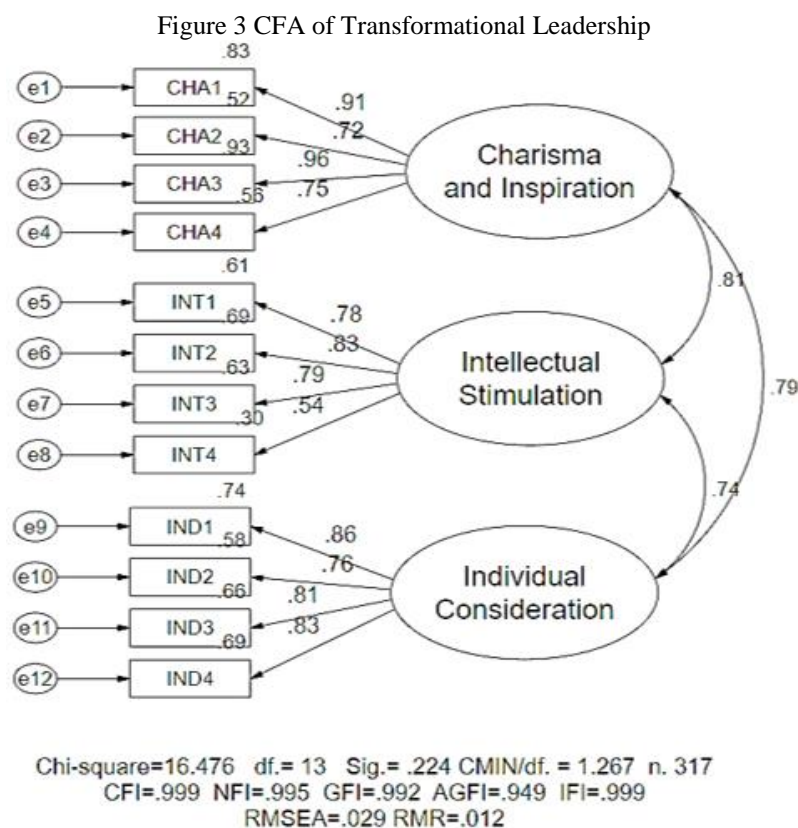 Figure 3 CFA of Transformational Leadership
.83
e1 CHA1 .91
.52
e2 CHA2 .72
.93
e3 CHA3 .96
.56
e4 CHA4 .75
Charisma
and Inspiration
.61
e5 INT1 .78
.69
e6 INT2 .83
.63
e7 INT3 .79
.30
e8 INT4 .54
Intellectual
Stimulation
.81
.79
.74
.74
e9 IND1 .86
.58
e10 IND2 .76
.66
e11 IND3 .81
.69
e12 IND4 .83
Individual
Consideration
Chi-square=16.476 df.= 13 Sig.= .224 CMIN/df. = 1.267 n. 317
CFI=.999 NFI=.995 GFI=.992 AGFI=.949 IFI=.999
RMSEA=.029 RMR=.012